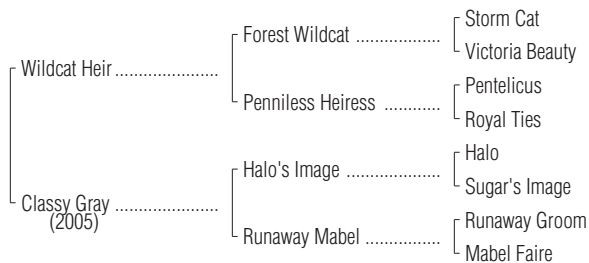 Storm Cat
Forest Wildcat ..................
Victoria Beauty
Wildcat Heir ......................
Pentelicus
Penniless Heiress ............
Royal Ties
Halo
Halo's Image ....................
Sugar's Image
Classy Gray ......................
(2005)
Runaway Groom
Runaway Mabel ................
Mabel Faire